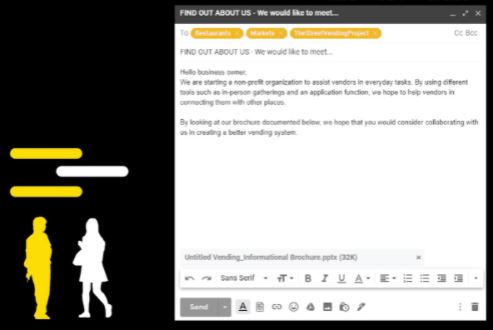 FIND OUT ABOUT US - We would like to meet...
To Restaurants Markets TheStreetVendingProject Cc Bcc
FIND OUT ABOUT US - We would like to meet...
Hello business owner,
We are starting a non-profit organization to assist vendors in everyday tasks. By using different
tools such as in-person gatherings and an application function, we hope to help vendors in
connecting them with other places.
By looking at our brochure documented below, we hope that you would consider collaborating with
us in creating a better vending system.
Untitled Vending_Informational Brochure.pptx (32K)
Sans Serif
Send